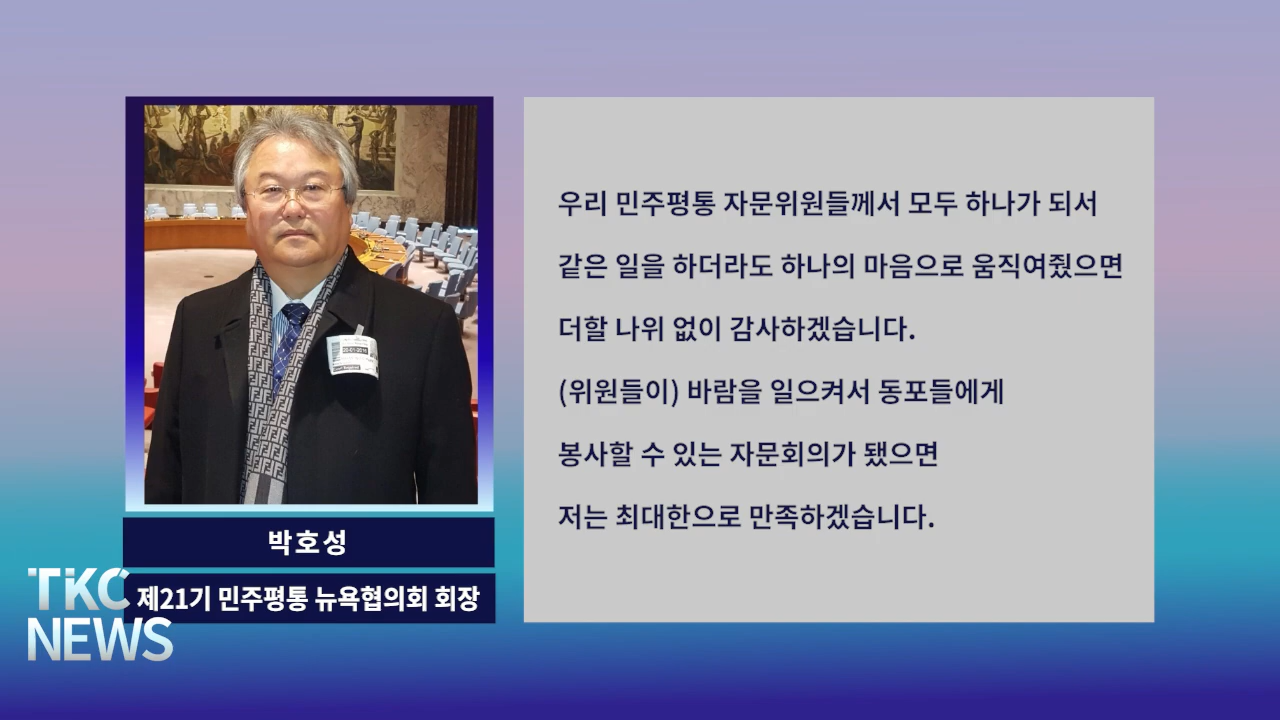 우리 민주평통 자문위원들께서 모두 하나가 되서
같은 일을 하더라도 하나의 마음으로 움직여줬으면
더할 나위 없이 감사하겠습니다.
(위원들이) 바람을 일으켜서 동포들에게
봉사할 수 있는 자문회의가 됐으면
저는 최대한으로 만족하겠습니다.
박호성
제21기 민주평통 뉴욕협의회 회장
TKC
NEWS